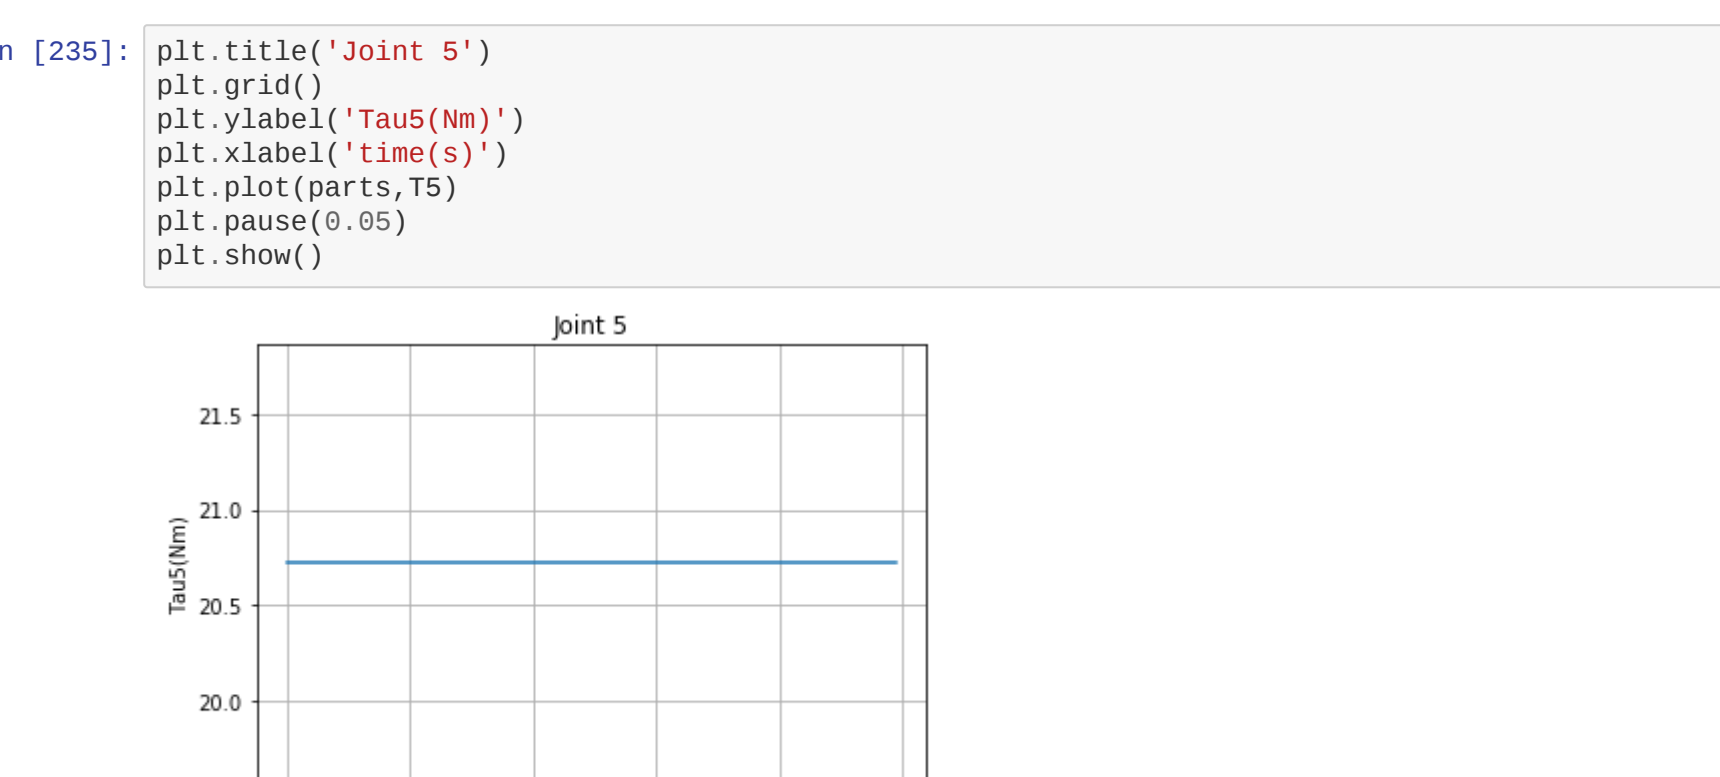 n [235]:
plt.title('Joint 5')
plt.grid()
plt.ylabel('Tau5(Nm)')
plt.xlabel('time(s)')
plt.plot(parts,T5)
plt.pause(0.05)
plt.show()
Joint 5
21.5
21.0
20.5
20.0
Tau5(Nm)